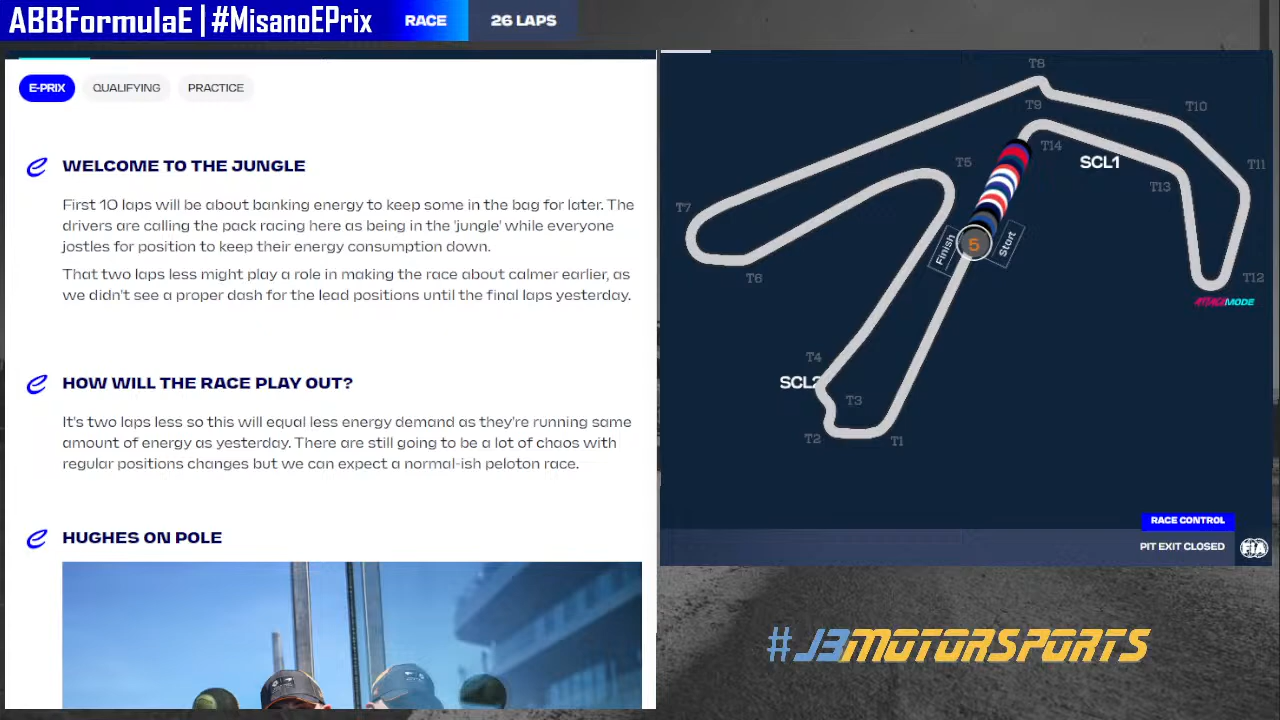 ABBFormulaE | #MisanoEPrix
RACE
26 LAPS
E-PRIX
QUALIFYING
PRACTICE
WELCOME TO THE JUNGLE
First 10 laps will be about banking energy to keep some in the bag for later. The
drivers are calling the pack racing here as being in the 'jungle' while everyone
jostles for position to keep their energy consumption down.
That two laps less might play a role in making the race about calmer earlier, as
we didn't see a proper dash for the lead positions until the final laps yesterday.
HOW WILL THE RACE PLAY OUT?
It's two laps less so this will equal less energy demand as they're running same
amount of energy as yesterday. There are still going to be a lot of chaos with
regular positions changes but we can expect a normal-ish peloton race.
HUGHES ON POLE
T8
T9
T10
T14
SCL1
T5
T11
T13
T7
5
Finish
Start
T6
T12
ATTACKMODE
T4
SCL2
T3
T2
T1
RACE CONTROL
PIT EXIT CLOSED
FIA
#JBMOTORSPORTS